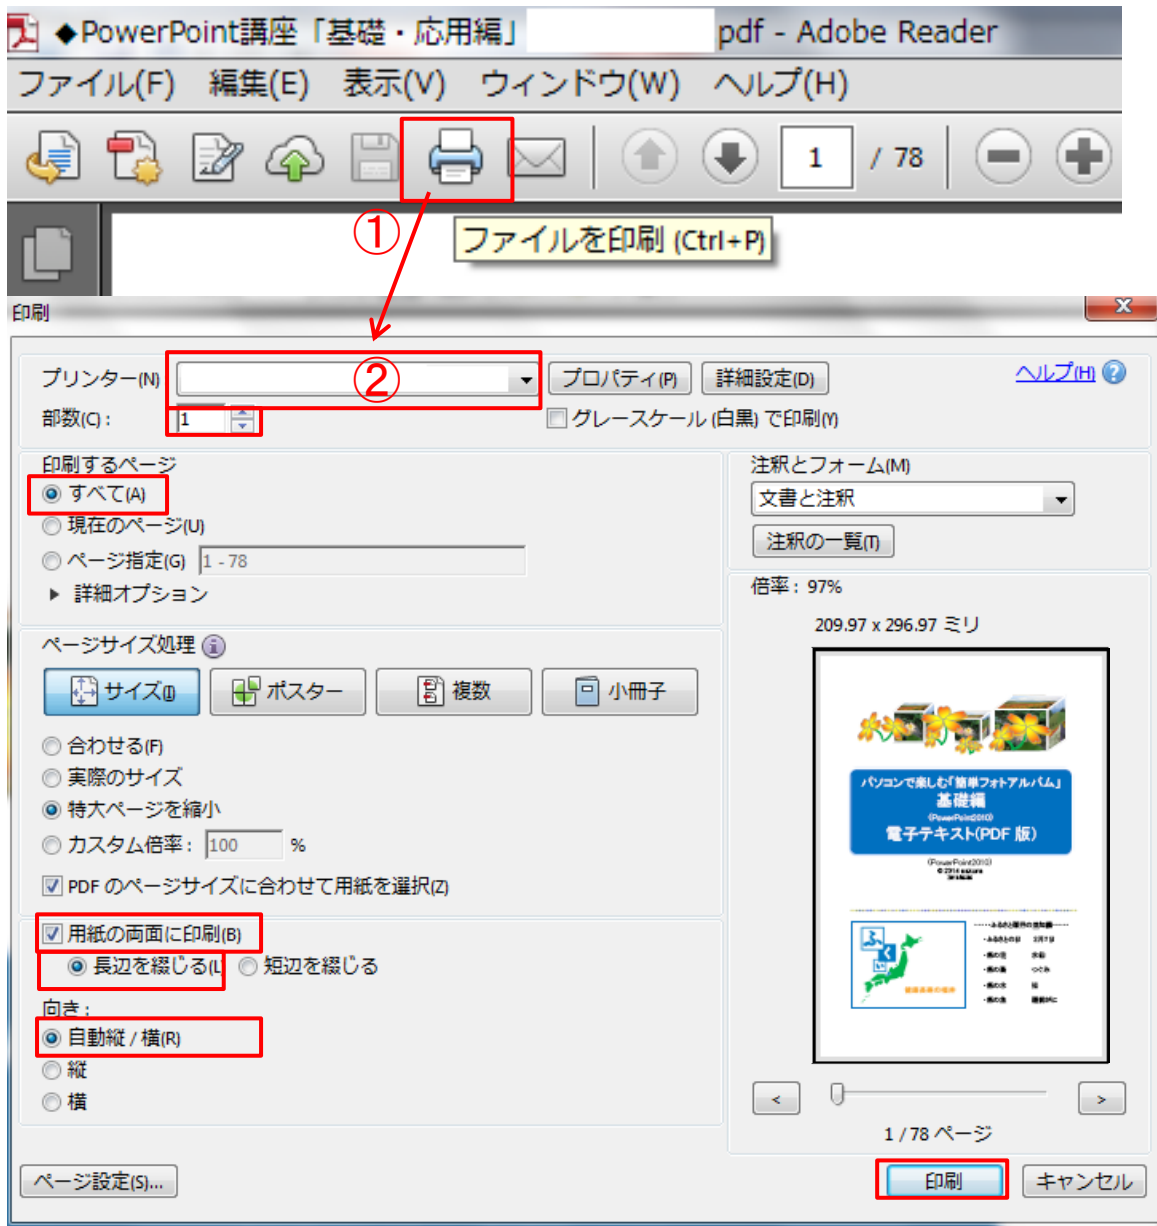 ◆PowerPoint講座「基礎・応用編」 pdf - Adobe Reader
ファイル(F) 編集(E) 表示(V) ウィンドウ(W) ヘルプ(H)
1 / 78
① ファイルを印刷 (Ctrl+P)
印刷
プリンター(N) ② プロパティ(P) 詳細設定(D) ヘルプ(H)
部数(C): 1 グレースケール (白黒) で印刷(Y)
印刷するページ
すべて(A)
現在のページ(U)
ページ指定(G) 1 - 78
詳細オプション
注釈とフォーム(M)
文書と注釈
注釈の一覧(T)
ページサイズ処理
サイズ(I) ポスター 複数 小冊子
合わせる(F)
実際のサイズ
特大ページを縮小
カスタム倍率: 100 %
PDF のページサイズに合わせて用紙を選択(Z)
用紙の両面に印刷(B)
長辺を綴じる(L) 短辺を綴じる
向き:
自動縦 / 横(R)
縦
横
倍率: 97%
209.97 x 296.97 ミリ
パソコンで楽しむ「簡単フォトアルバム」
基礎編
(PowerPoint2010)
電子テキスト(PDF 版)
(PowerPoint2010)
< >
1 / 78 ページ
ページ設定(S)... 印刷 キャンセル